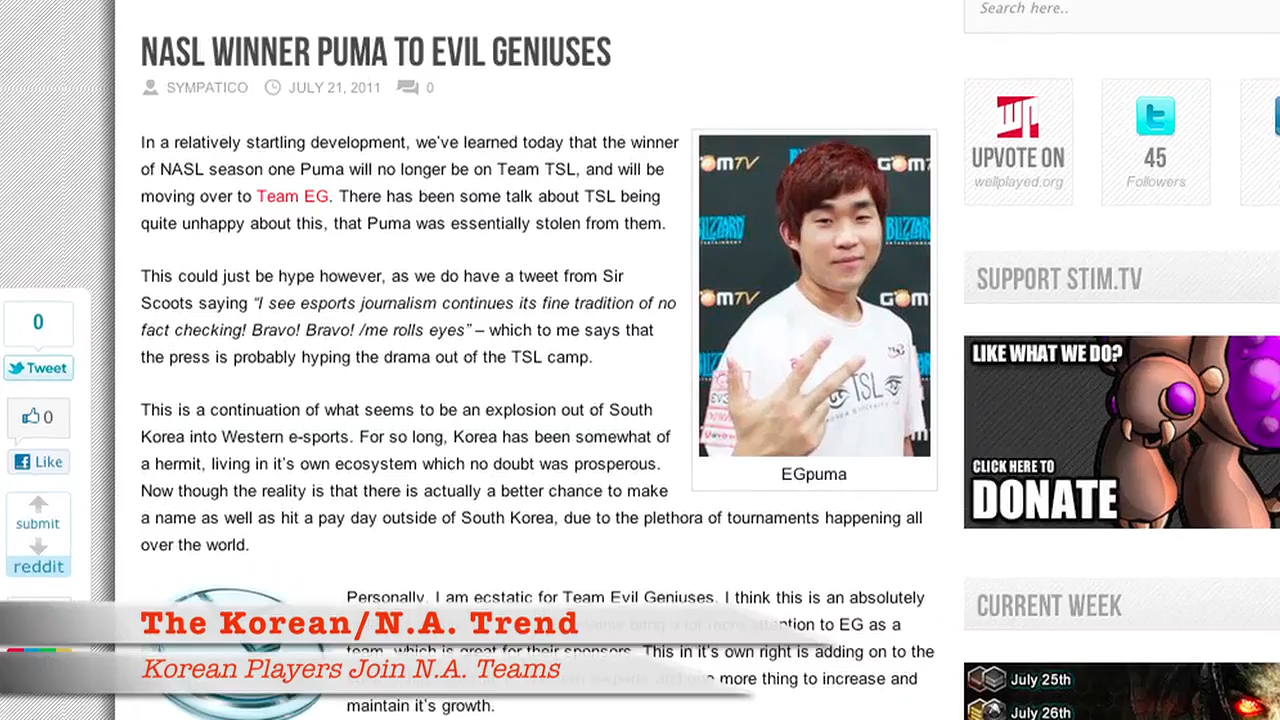 Search here..
NASL WINNER PUMA TO EVIL GENIUSES
SYMPATICO JULY 21, 2011 0
In a relatively startling development, we've learned today that the winner
of NASL season one Puma will no longer be on Team TSL, and will be
moving over to Team EG. There has been some talk about TSL being
quite unhappy about this, that Puma was essentially stolen from them.
This could just be hype however, as we do have a tweet from Sir
Scoots saying “I see esports journalism continues its fine tradition of no
fact checking! Bravo! Bravo! /me rolls eyes” – which to me says that
the press is probably hyping the drama out of the TSL camp.
This is a continuation of what seems to be an explosion out of South
Korea into Western e-sports. For so long, Korea has been somewhat of
a hermit, living in it's own ecosystem which no doubt was prosperous.
Now though the reality is that there is actually a better chance to make
a name as well as hit a pay day outside of South Korea, due to the plethora of tournaments happening all
over the world.
Personally, I am ecstatic for Team Evil Geniuses. I think this is an absolutely
attention to EG as a
team, which is great for their sponsors. This in it's own right is adding on to the
and one more thing to increase and
maintain it's growth.
GOMTV
GOM
BLIZZARD
ENTERTAINMENT
TSL
EGpuma
UPVOTE ON
wellplayed.org
45
Followers
SUPPORT STIM.TV
LIKE WHAT WE DO?
CLICK HERE TO
DONATE
CURRENT WEEK
July 25th
July 26th
0
Tweet
0
Like
submit
reddit
The Korean/N.A. Trend
Korean Players Join N.A. Teams